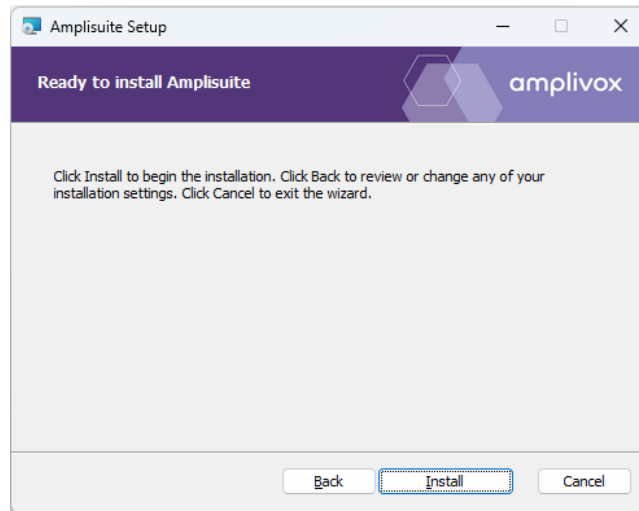 Amplisuite Setup
Ready to install Amplisuite
amplivox
Click Install to begin the installation. Click Back to review or change any of your
installation settings. Click Cancel to exit the wizard.
Back
Install
Cancel